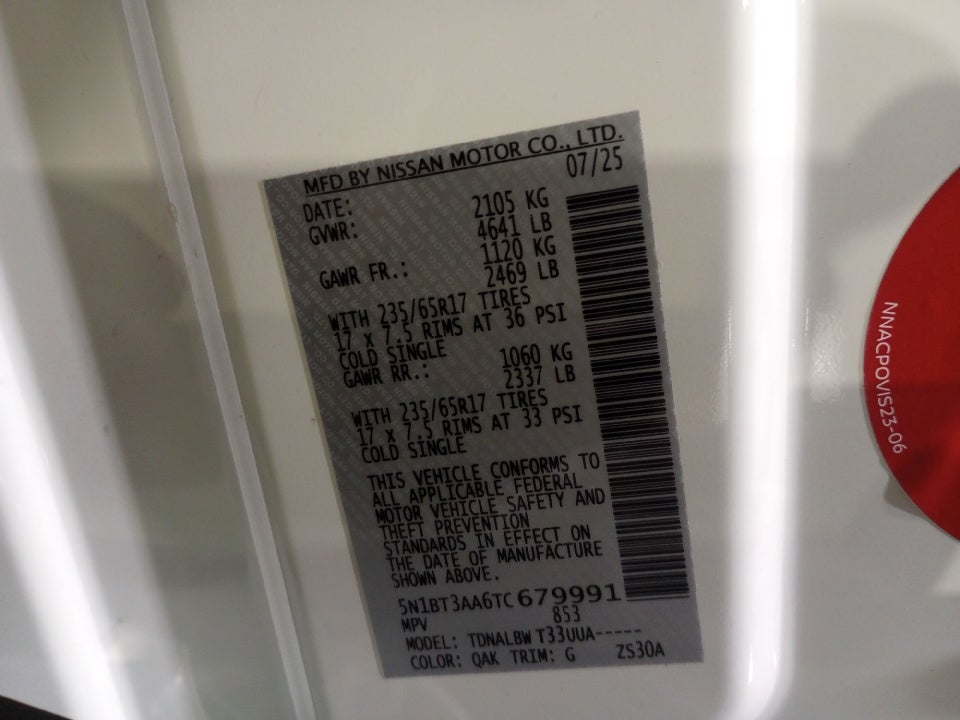 MFD BY NISSAN MOTOR CO., LTD.
DATE: 07/25
GVWR: 2105 KG
4641 LB
GAWR FR.: 1120 KG
2469 LB
WITH 235/65R17 TIRES
17 X 7.5 RIMS AT 36 PSI
COLD SINGLE
GAWR RR.: 1060 KG
2337 LB
WITH 235/65R17 TIRES
17 X 7.5 RIMS AT 33 PSI
COLD SINGLE
THIS VEHICLE CONFORMS TO
ALL APPLICABLE FEDERAL
MOTOR VEHICLE SAFETY AND
THEFT PREVENTION
STANDARDS IN EFFECT ON
THE DATE OF MANUFACTURE
SHOWN ABOVE.
5N1BT3AA6TC679991
MPV 853
MODEL: TDNALBW T33UUA-----
COLOR: QAK TRIM: G ZS30A
NNACPOVIS23-06